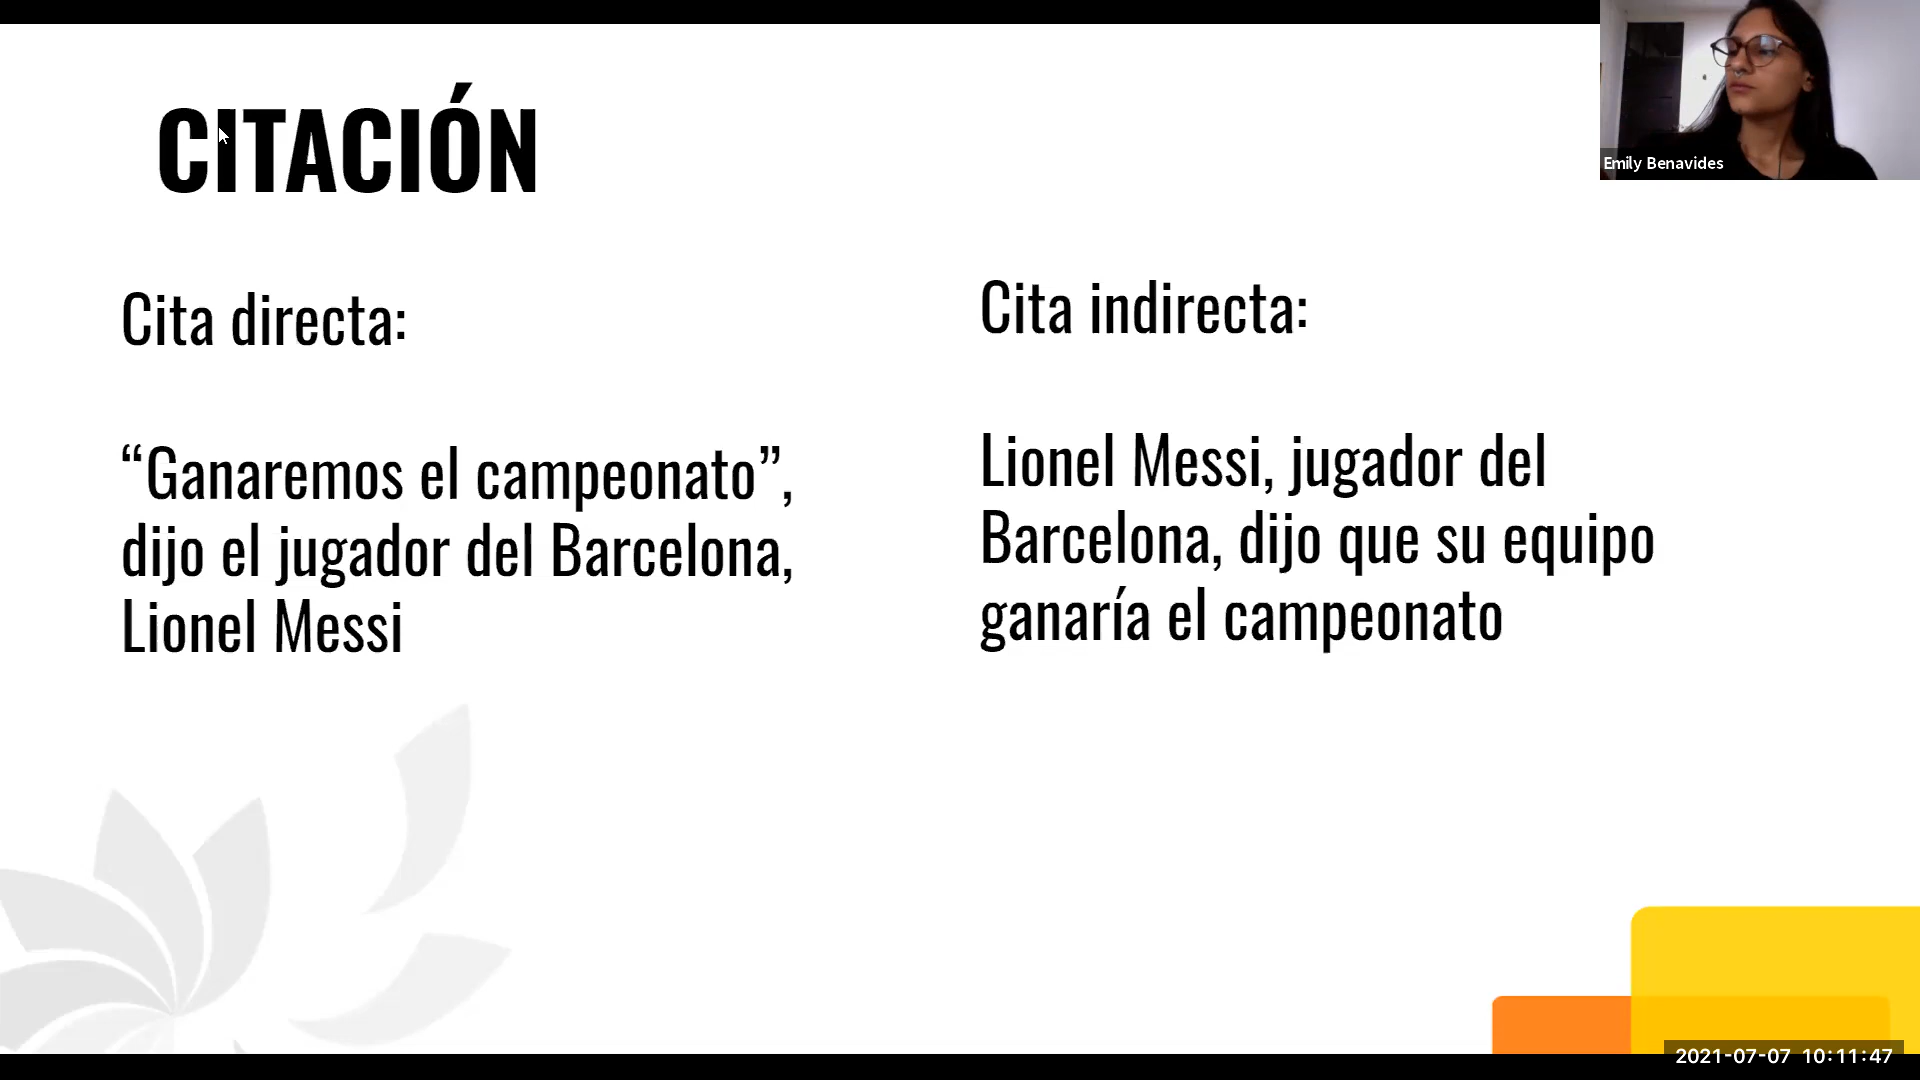 CITACIÓN
Emily Benavides
Cita directa:
“Ganaremos el campeonato”,
dijo el jugador del Barcelona,
Lionel Messi
Cita indirecta:
Lionel Messi, jugador del
Barcelona, dijo que su equipo
ganaría el campeonato
2021-07-07 10:11:47